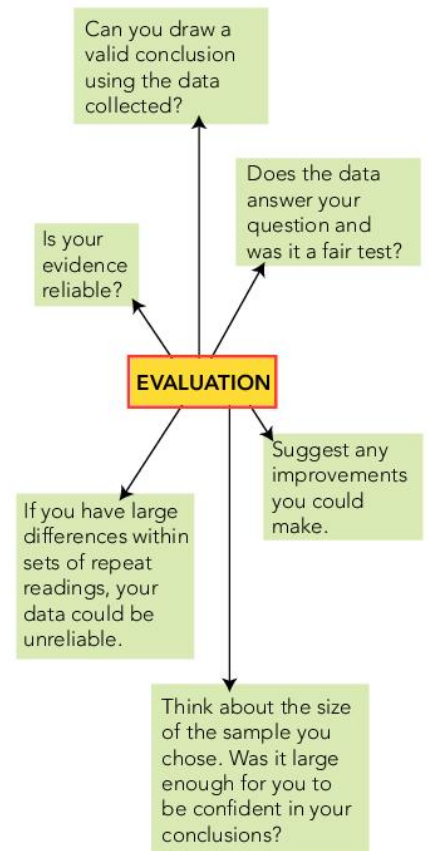 Can you draw a
valid conclusion
using the data
collected?
Does the data
answer your
question and
was it a fair test?
Is your
evidence
reliable?
EVALUATION
Suggest any
improvements
you could
make.
If you have large
differences within
sets of repeat
readings, your
data could be
unreliable.
Think about the size
of the sample you
chose. Was it large
enough for you to
be confident in your
conclusions?